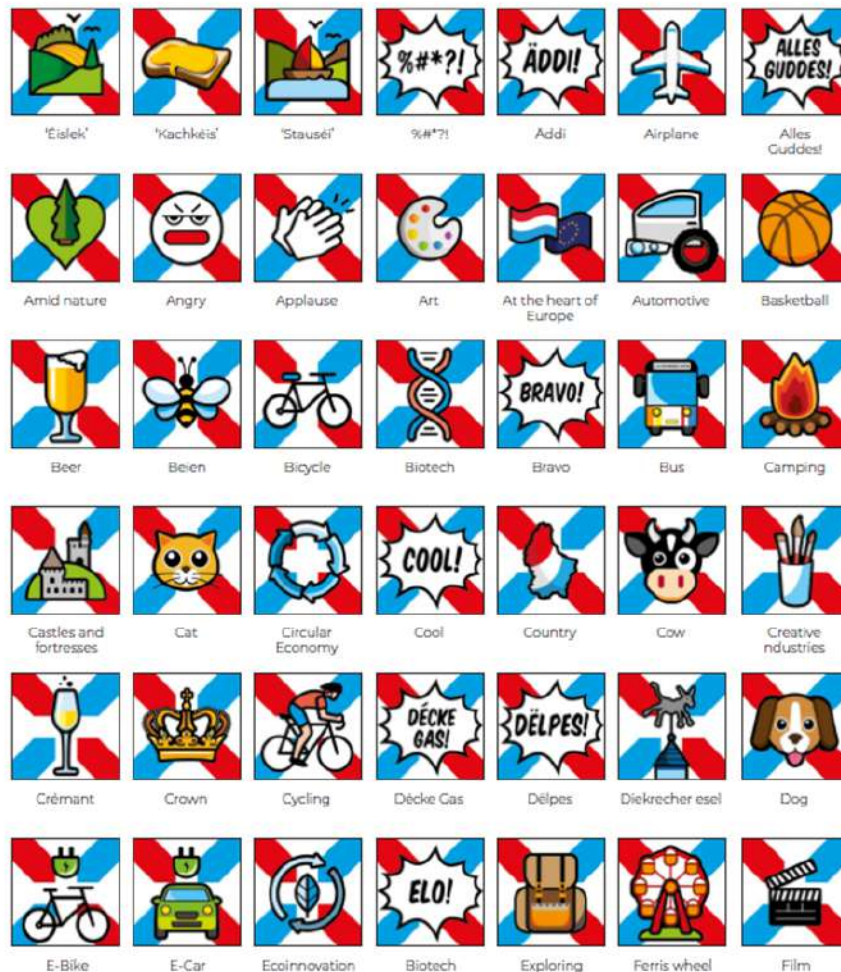 %#*?!
ÄDDI!
ALLES
GUDDES!
'Éislek'
'Kachkéis'
'Stauséi'
%#*?!
Äddi
Airplane
Alles
Guddes!
Amid nature
Angry
Applause
Art
At the heart of
Europe
Automotive
Basketball
BRAVO!
Beer
Beien
Bicycle
Biotech
Bravo
Bus
Camping
COOL!
Castles and
fortresses
Cat
Circular
Economy
Cool
Country
Cow
Creative
ndustries
DÉCKE
GAS!
DËLPES!
Crémant
Crown
Cycling
Décke Gas
Dëlpes
Diekrecher esel
Dog
ELO!
E-Bike
E-Car
Ecoinnovation
Biotech
Exploring
Ferris wheel
Film